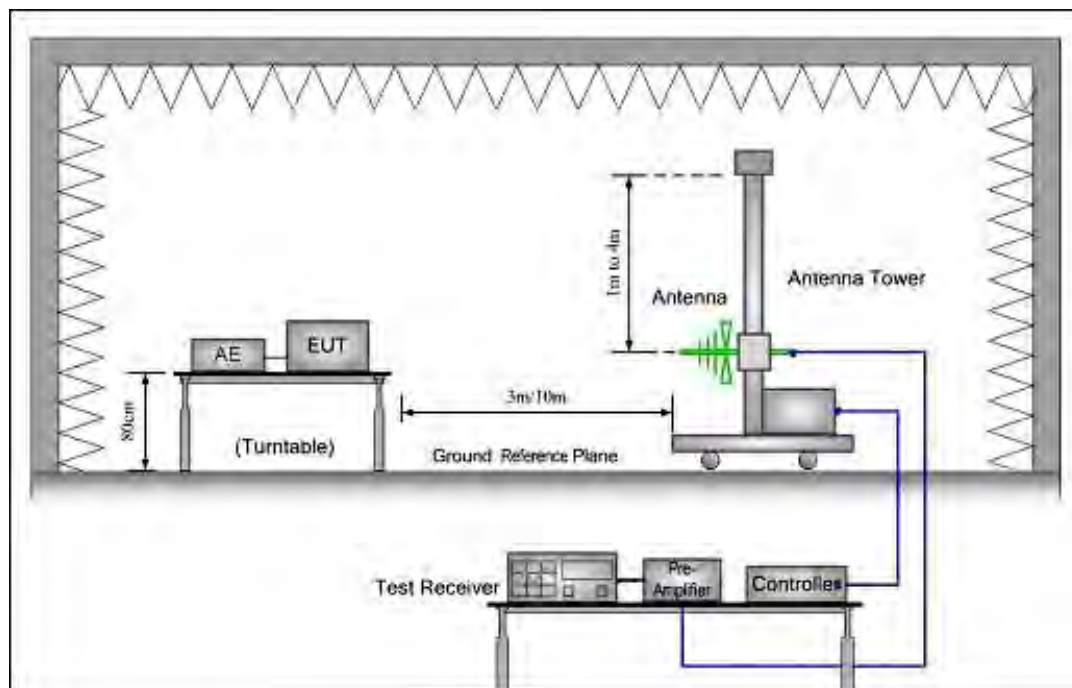 1m to 4m
Antenna
Antenna Tower
AE
EUT
80cm
3m/10m
(Turntable)
Ground Reference Plane
Test Receiver
Pre-
Amplifier
Controller